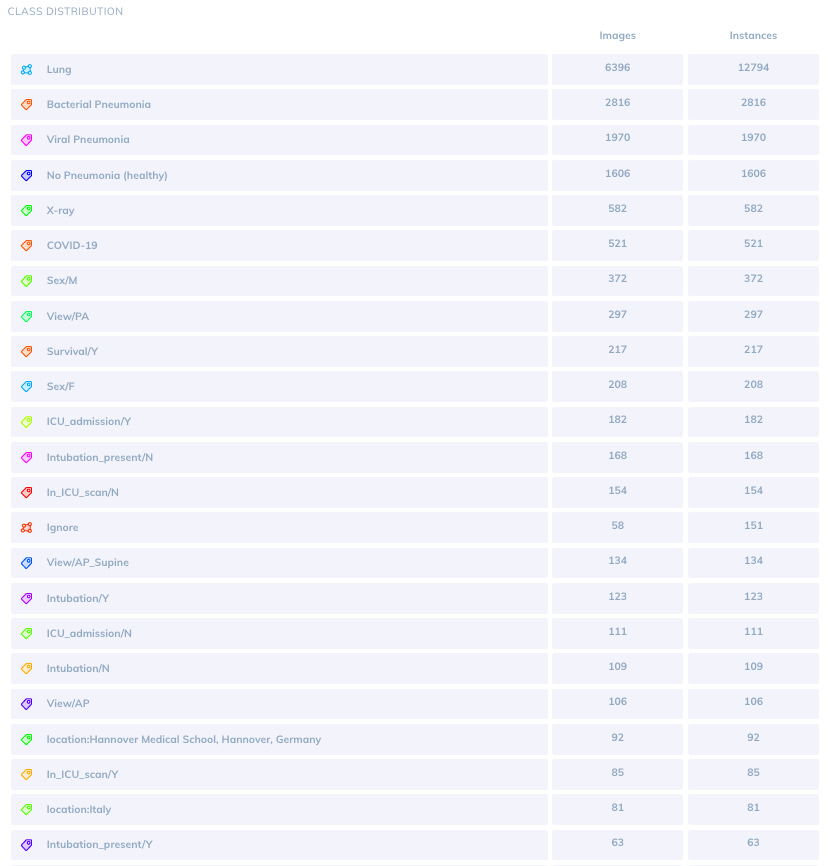 CLASS DISTRIBUTION
Images Instances
Lung 6396 12794
Bacterial Pneumonia 2816 2816
Viral Pneumonia 1970 1970
No Pneumonia (healthy) 1606 1606
X-ray 582 582
COVID-19 521 521
Sex/M 372 372
View/PA 297 297
Survival/Y 217 217
Sex/F 208 208
ICU_admission/Y 182 182
Intubation_present/N 168 168
In_ICU_scan/N 154 154
Ignore 58 151
View/AP_Supine 134 134
Intubation/Y 123 123
ICU_admission/N 111 111
Intubation/N 109 109
View/AP 106 106
location:Hannover Medical School, Hannover, Germany 92 92
In_ICU_scan/Y 85 85
location:Italy 81 81
Intubation_present/Y 63 63